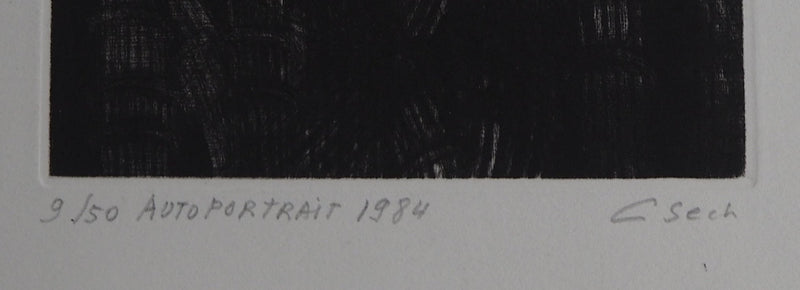 9/50 AUTOPORTRAiT 1984 C Sech